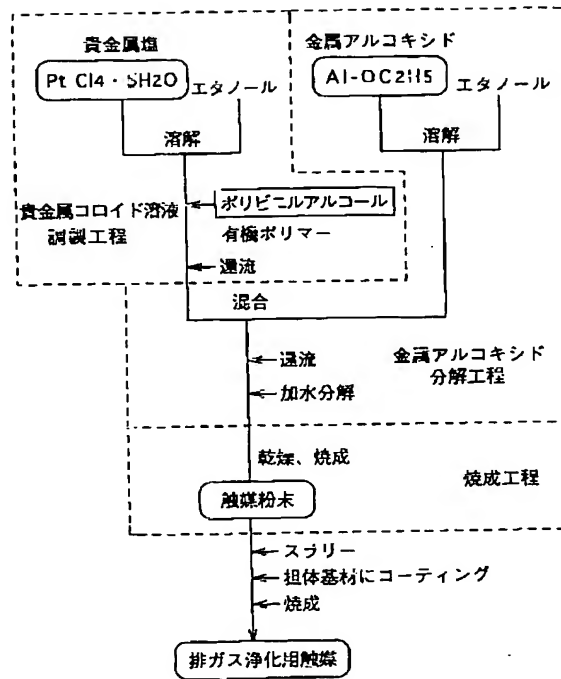 貴金属塩
Pt Cl4・5H2O エタノール
溶解
金属アルコキシド
Al-OC2H5 エタノール
溶解
貴金属コロイド溶液
調製工程
ポリビニルアルコール
有機ポリマー
還流
混合
還流
加水分解
金属アルコキシド
分解工程
乾燥、焼成
焼成工程
触媒粉末
スラリー
担体基材にコーティング
焼成
排ガス浄化用触媒